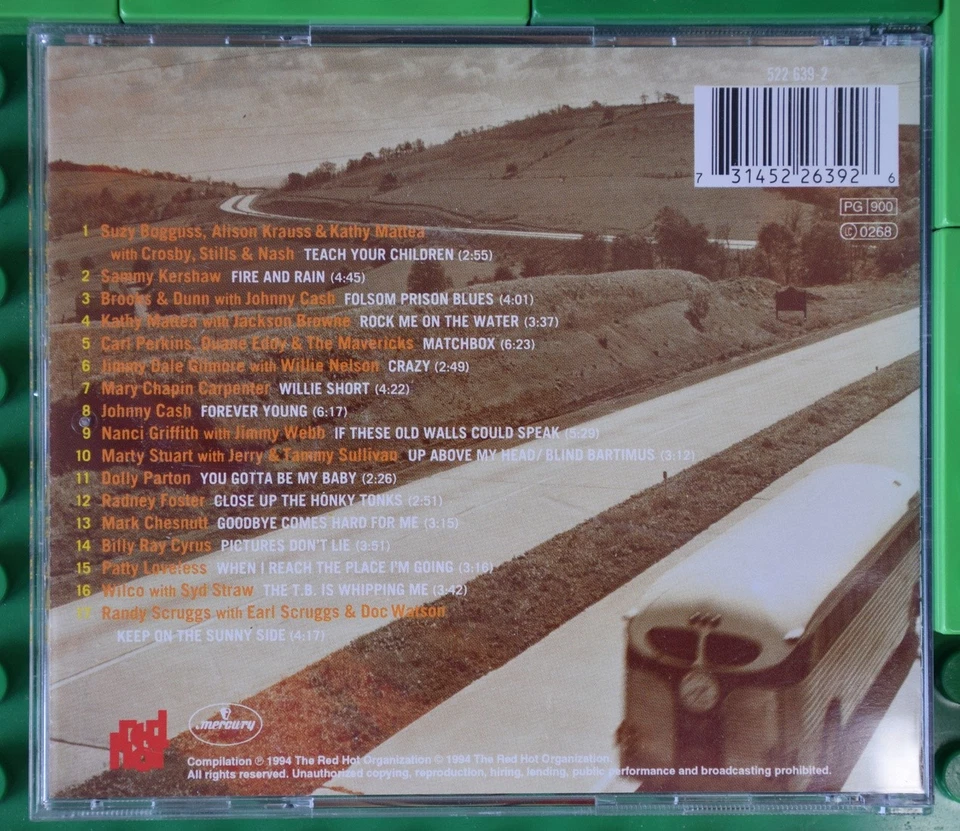 522 639-2
7 31452 26392 6
PG 900
LC 0268
1 Suzy Bogguss, Alison Krauss & Kathy Mattea
with Crosby, Stills & Nash TEACH YOUR CHILDREN (2:55)
2 Sammy Kershaw FIRE AND RAIN (4:45)
3 Brooks & Dunn with Johnny Cash FOLSOM PRISON BLUES (4:01)
4 Kathy Mattea with Jackson Browne ROCK ME ON THE WATER (3:37)
5 Carl Perkins, Duane Eddy & The Mavericks MATCHBOX (6:23)
6 Jimmy Dale Gilmore with Willie Nelson CRAZY (2:49)
7 Mary Chapin Carpenter WILLIE SHORT (4:22)
8 Johnny Cash FOREVER YOUNG (6:17)
9 Nanci Griffith with Jimmy Webb IF THESE OLD WALLS COULD SPEAK (5:29)
10 Marty Stuart with Jerry & Tammy Sullivan UP ABOVE MY HEAD/ BLIND BARTIMUS (3:12)
11 Dolly Parton YOU GOTTA BE MY BABY (2:26)
12 Radney Foster CLOSE UP THE HONKY TONKS (2:51)
13 Mark Chesnutt GOODBYE COMES HARD FOR ME (3:15)
14 Billy Ray Cyrus PICTURES DON'T LIE (3:51)
15 Patty Loveless WHEN I REACH THE PLACE I'M GOING (3:16)
16 Wilco with Syd Straw THE T.B. IS WHIPPING ME (3:42)
17 Randy Scruggs with Earl Scruggs & Doc Watson
KEEP ON THE SUNNY SIDE (4:17)
red
hot
mercury
Compilation ℗ 1994 The Red Hot Organization © 1994 The Red Hot Organization
All rights reserved. Unauthorized copying, reproduction, hiring, lending, public performance and broadcasting prohibited.